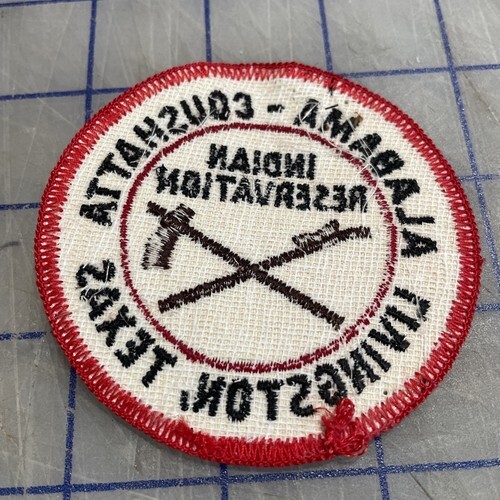 ALABAMA - COUSHATTA
INDIAN
RESERVATION
LIVINGSTON, TEXAS